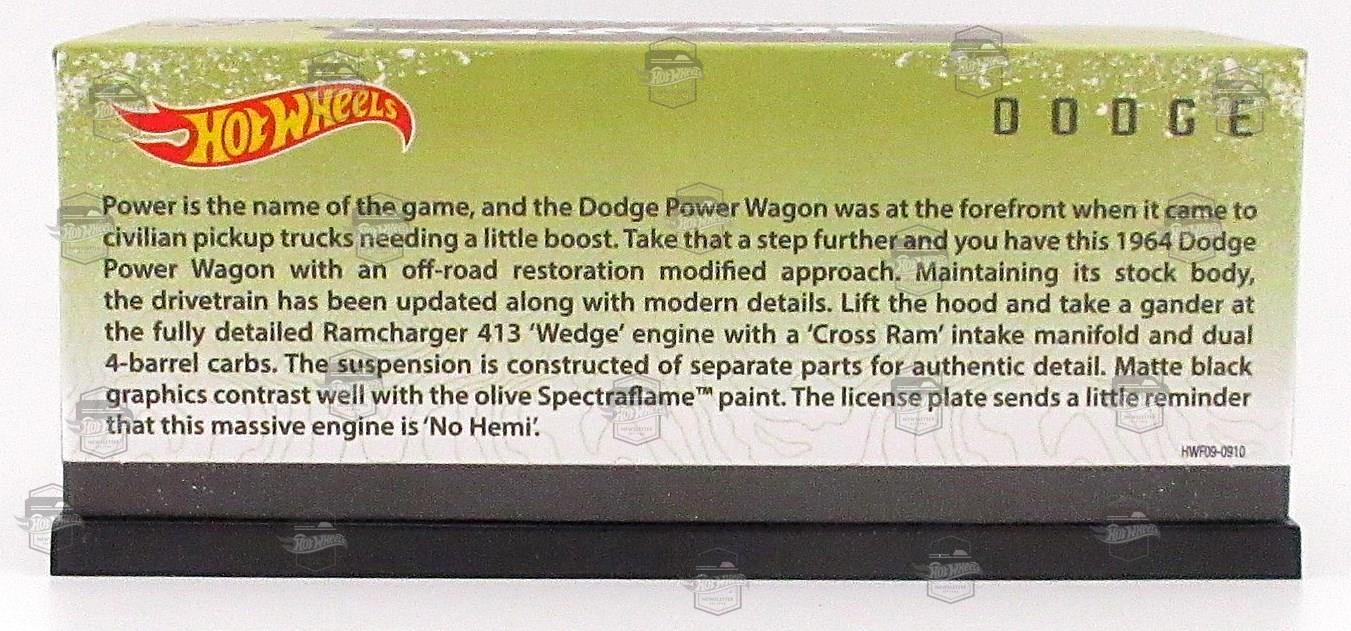 HOT WHEELS
DODGE
Power is the name of the game, and the Dodge Power Wagon was at the forefront when it came to
civilian pickup trucks needing a little boost. Take that a step further and you have this 1964 Dodge
Power Wagon with an off-road restoration modified approach. Maintaining its stock body,
the drivetrain has been updated along with modern details. Lift the hood and take a gander at
the fully detailed Ramcharger 413 ‘Wedge’ engine with a ‘Cross Ram’ intake manifold and dual
4-barrel carbs. The suspension is constructed of separate parts for authentic detail. Matte black
graphics contrast well with the olive Spectraflame™ paint. The license plate sends a little reminder
that this massive engine is ‘No Hemi’.
HWF09-0910